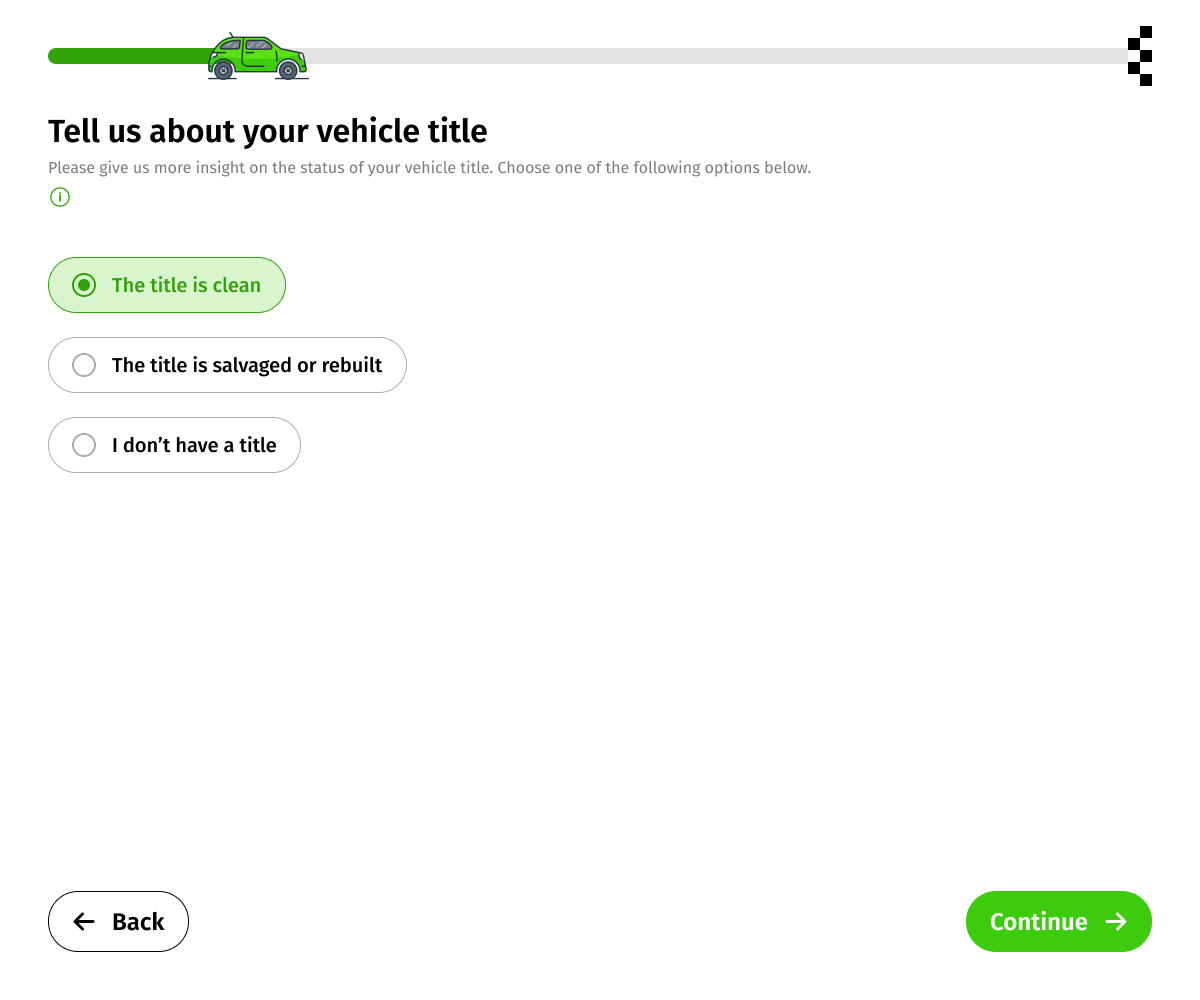 Tell us about your vehicle title
Please give us more insight on the status of your vehicle title. Choose one of the following options below.
The title is clean
The title is salvaged or rebuilt
I don’t have a title
Back
Continue